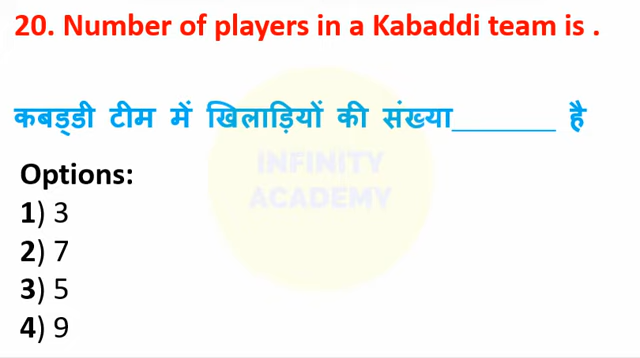 20. Number of players in a Kabaddi team is .
कबड्डी टीम में खिलाड़ियों की संख्या_______ है
INFINITY
ACADEMY
Options:
1) 3
2) 7
3) 5
4) 9